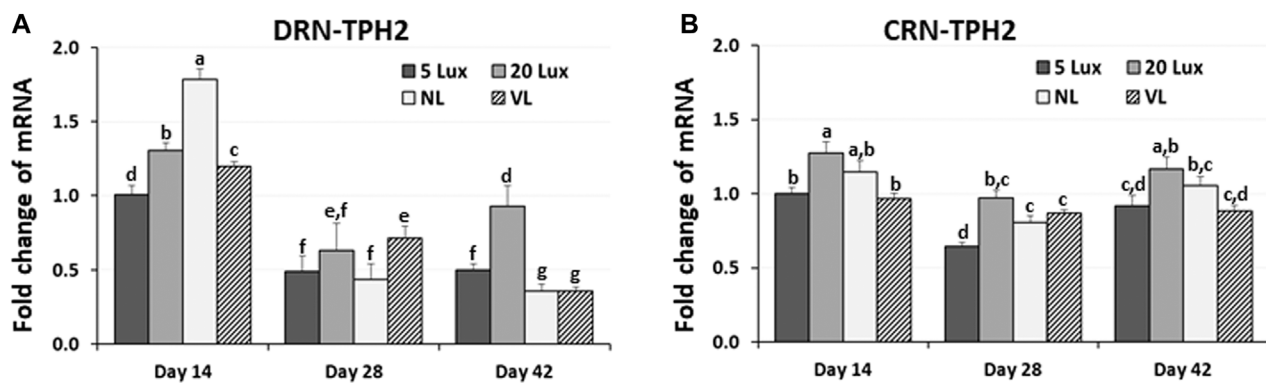 A
DRN-TPH2
Fold change of mRNA
2.0
1.5
1.0
0.5
0.0
5 Lux
20 Lux
NL
VL
d
b
a
c
f
e,f
f
e
f
d
g
g
Day 14
Day 28
Day 42
B
CRN-TPH2
Fold change of mRNA
2.0
1.5
1.0
0.5
0.0
5 Lux
20 Lux
NL
VL
b
a
a,b
b
d
b,c
c
c
c,d
a,b
b,c
c,d
Day 14
Day 28
Day 42